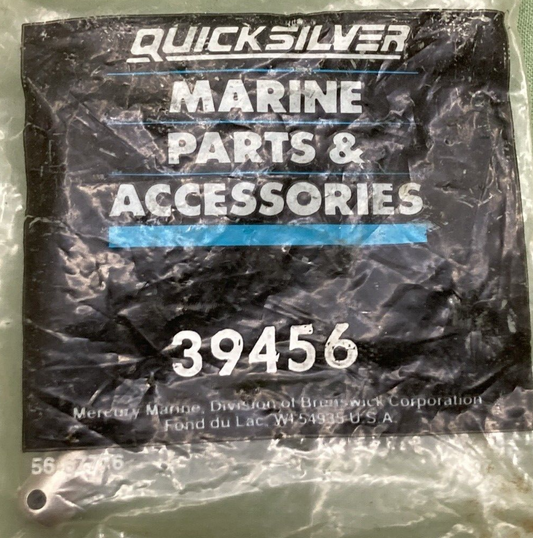 QUICKSILVER
MARINE
PARTS &
ACCESSORIES
39456
Mercury Marine, Division of Brunswick Corporation
Fond du Lac, WI 54935 U.S.A.